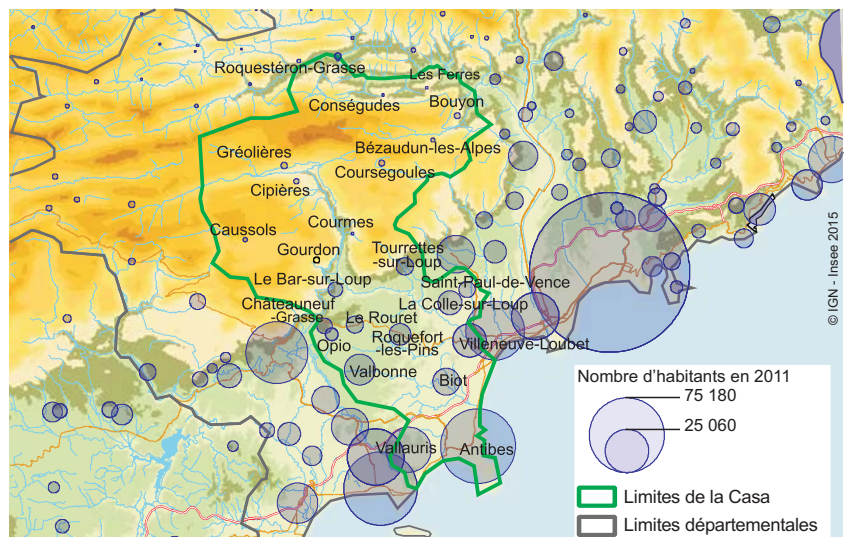 Roquestéron-Grasse
Les Ferres
Conségudes
Bouyon
Gréolières
Bézaudun-les-Alpes
Coursegoules
Cipières
Caussols
Courmes
Gourdon
Tourrettes
-sur-Loup
Le Bar-sur-Loup
Saint-Paul-de-Vence
Châteauneuf
-Grasse
La Colle-sur-Loup
Le Rouret
Opio
Roquefort
-les-Pins
Villeneuve-Loubet
Valbonne
Biot
Vallauris
Antibes
© IGN - Insee 2015
Nombre d'habitants en 2011
75 180
25 060
Limites de la Casa
Limites départementales